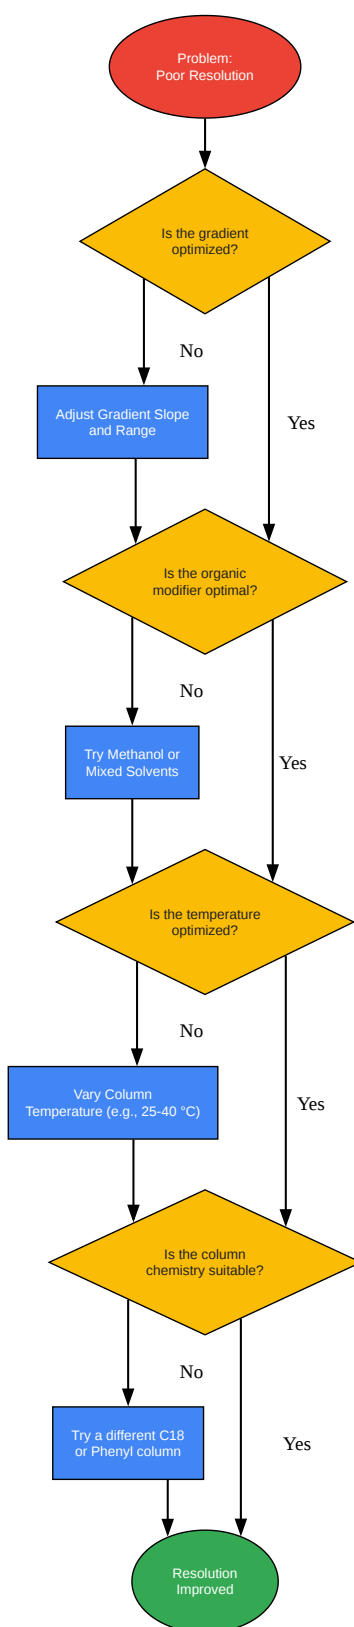 Problem:
Poor Resolution
Is the gradient
optimized?
No
Adjust Gradient Slope
and Range
Yes
Is the organic
modifier optimal?
No
Try Methanol or
Mixed Solvents
Yes
Is the temperature
optimized?
No
Vary Column
Temperature (e.g., 25-40 °C)
Yes
Is the column
chemistry suitable?
No
Try a different C18
or Phenyl column
Yes
Resolution
Improved